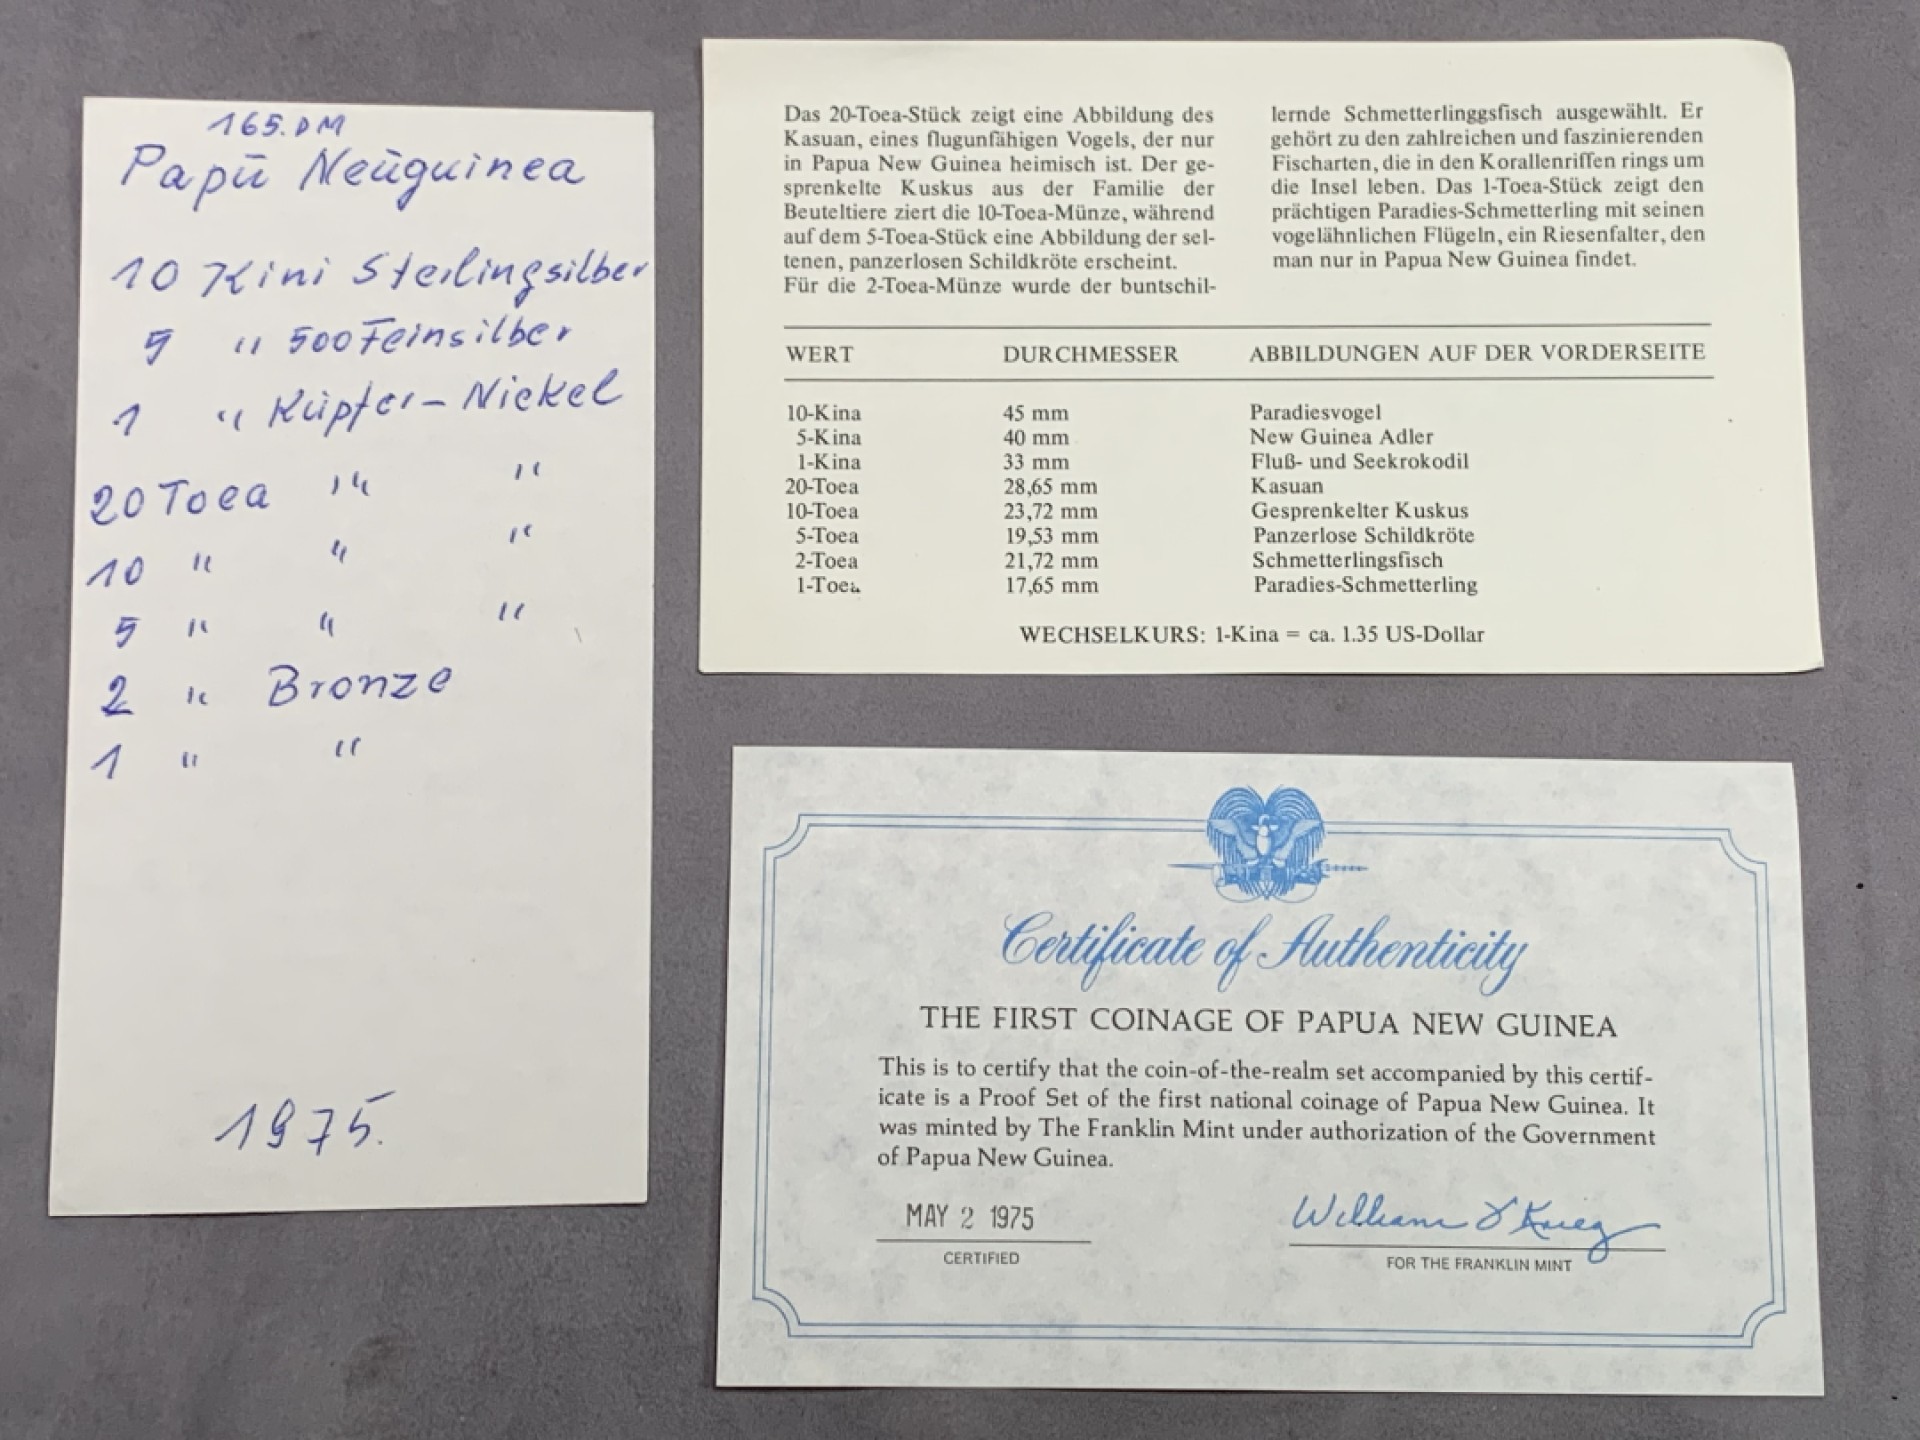 165.DM
Papū Neūguinea
10 Kini Sterlingsilber
5 " 500 Feinsilber
1 " Kūpfer-Nickel
20 Toea " "
10 " " "
5 " " "
2 " Bronze
1 " "
1975.
Das 20-Toea-Stück zeigt eine Abbildung des
Kasuan, eines flugunfähigen Vogels, der nur
in Papua New Guinea heimisch ist. Der ge-
sprenkelte Kuskus aus der Familie der
Beuteltiere ziert die 10-Toea-Münze, während
auf dem 5-Toea-Stück eine Abbildung der sel-
tenen, panzerlosen Schildkröte erscheint.
Für die 2-Toea-Münze wurde der buntschil-
lernde Schmetterlinggsfisch ausgewählt. Er
gehört zu den zahlreichen und faszinierenden
Fischarten, die in den Korallenriffen rings um
die Insel leben. Das 1-Toea-Stück zeigt den
prächtigen Paradies-Schmetterling mit seinen
vogelähnlichen Flügeln, ein Riesenfalter, den
man nur in Papua New Guinea findet.
WERT DURCHMESSER ABBILDUNGEN AUF DER VORDERSEITE
10-Kina 45 mm Paradiesvogel
5-Kina 40 mm New Guinea Adler
1-Kina 33 mm Fluß- und Seekrokodil
20-Toea 28,65 mm Kasuan
10-Toea 23,72 mm Gesprenkelter Kuskus
5-Toea 19,53 mm Panzerlose Schildkröte
2-Toea 21,72 mm Schmetterlingsfisch
1-Toea 17,65 mm Paradies-Schmetterling
WECHSELKURS: 1-Kina = ca. 1.35 US-Dollar
Certificate of Authenticity
THE FIRST COINAGE OF PAPUA NEW GUINEA
This is to certify that the coin-of-the-realm set accompanied by this certif-
icate is a Proof Set of the first national coinage of Papua New Guinea. It
was minted by The Franklin Mint under authorization of the Government
of Papua New Guinea.
MAY 2 1975
CERTIFIED
William F Krieg
FOR THE FRANKLIN MINT